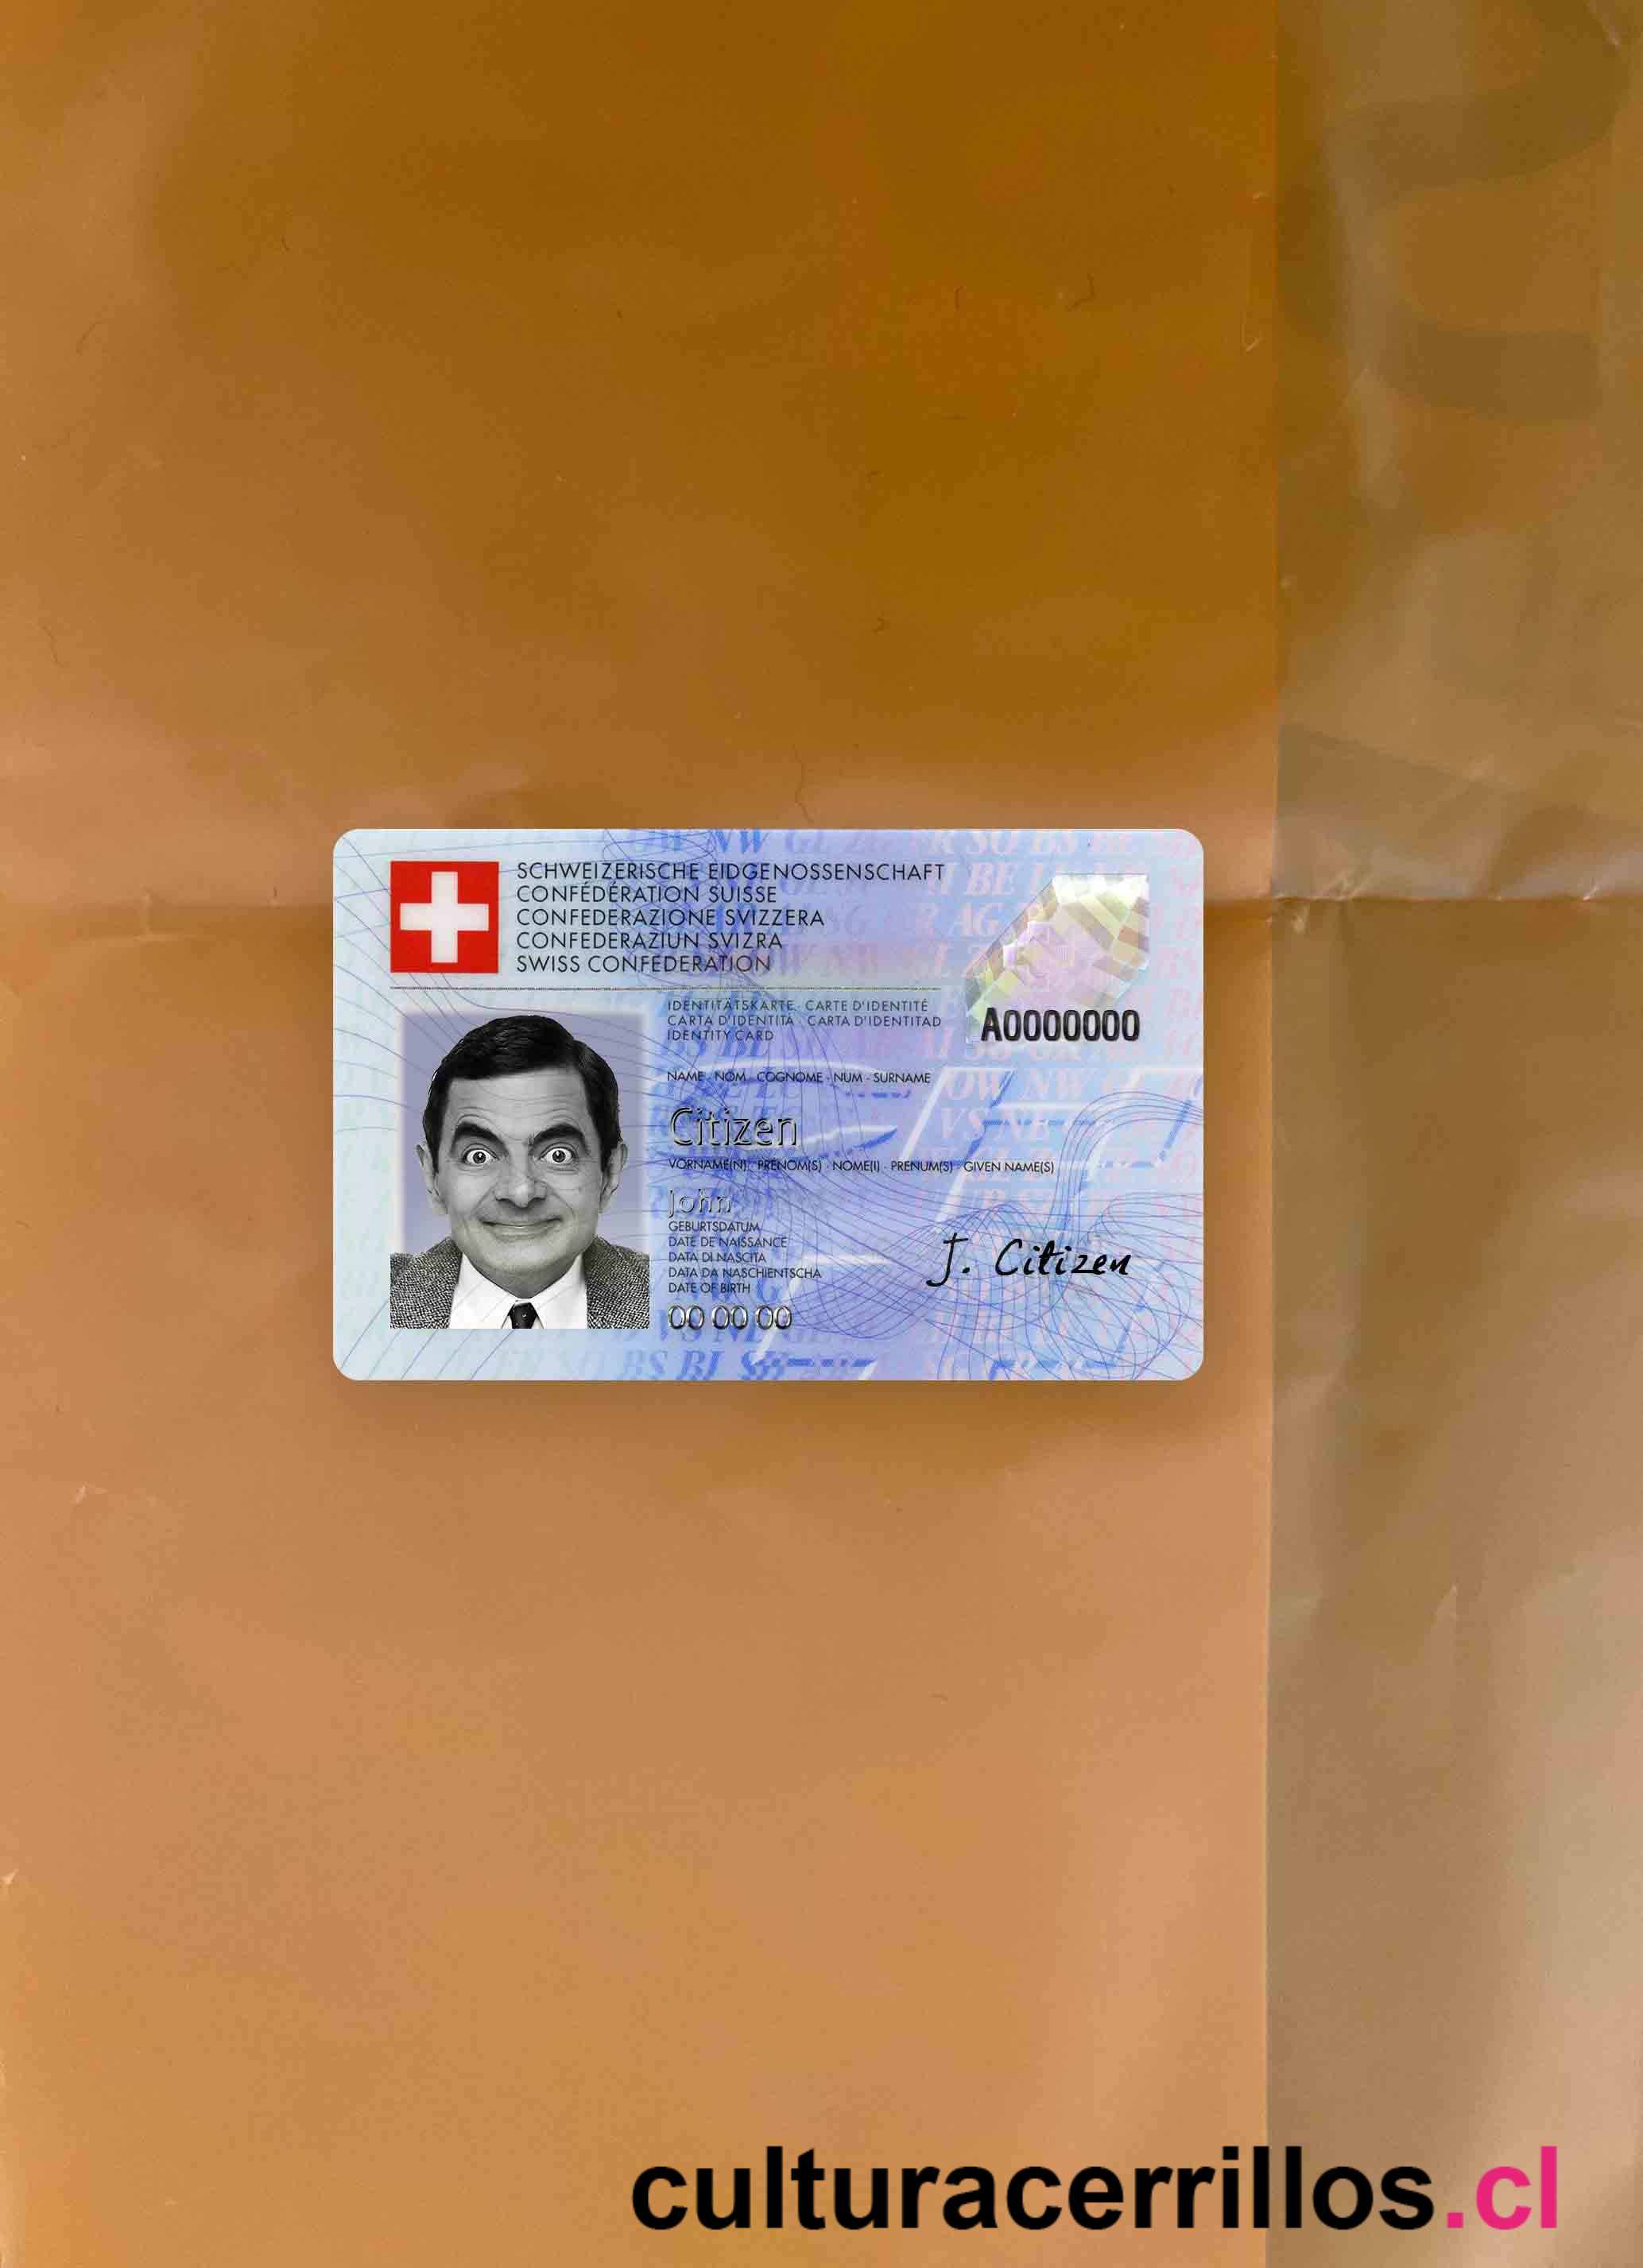 SCHWEIZERISCHE EIDGENOSSENSCHAFT
CONFÉDÉRATION SUISSE
CONFEDERAZIONE SVIZZERA
CONFEDERAZIUN SVIZRA
SWISS CONFEDERATION
IDENTITÄTSKARTE · CARTE D'IDENTITÉ
CARTA D'IDENTITÀ · CARTA D'IDENTITAD
IDENTITY CARD
A0000000
NAME · NOM · COGNOME · NUM · SURNAME
Citizen
VORNAME(N) · PRÉNOM(S) · NOME(I) · PRENUM(S) · GIVEN NAME(S)
John
GEBURTSDATUM
DATE DE NAISSANCE
DATA DI NASCITA
DATA DA NASCHIENTSCHA
DATE OF BIRTH
00 00 00
J. Citizen
culturacerrillos.cl